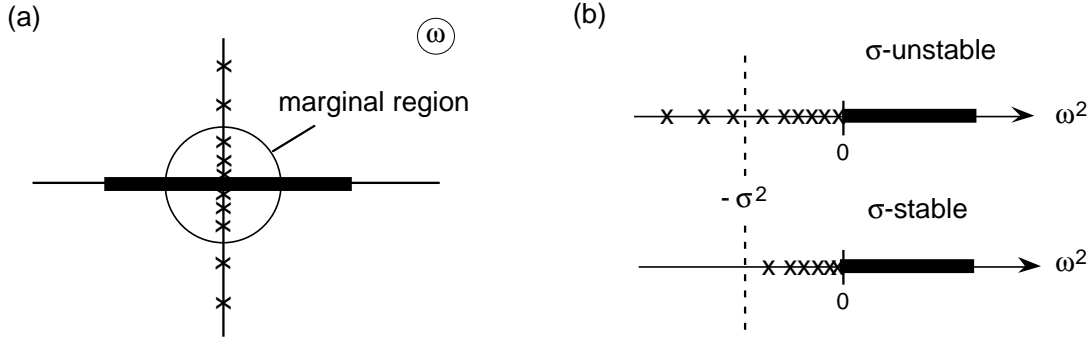 (a)
ω
marginal region
(b)
σ-unstable
ω²
0
- σ²
σ-stable
ω²
0